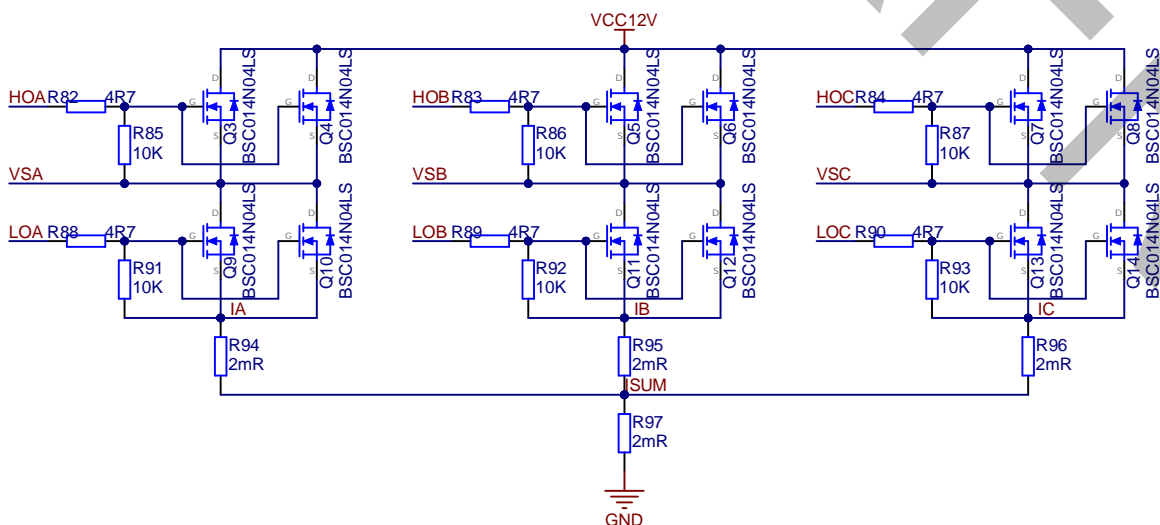 VCC12V
HOA R82 4R7
HOB R83 4R7
HOC R84 4R7
D
G
S
Q3
BSC014N04LS
D
G
S
Q4
BSC014N04LS
D
G
S
Q5
BSC014N04LS
D
G
S
Q6
BSC014N04LS
D
G
S
Q7
BSC014N04LS
D
G
S
Q8
BSC014N04LS
R85
10K
R86
10K
R87
10K
VSA
VSB
VSC
LOA R88 4R7
LOB R89 4R7
LOC R90 4R7
D
G
S
Q9
BSC014N04LS
D
G
S
Q10
BSC014N04LS
D
G
S
Q11
BSC014N04LS
D
G
S
Q12
BSC014N04LS
D
G
S
Q13
BSC014N04LS
D
G
S
Q14
BSC014N04LS
R91
10K
R92
10K
R93
10K
IA
IB
IC
R94
2mR
R95
2mR
R96
2mR
ISUM
R97
2mR
GND